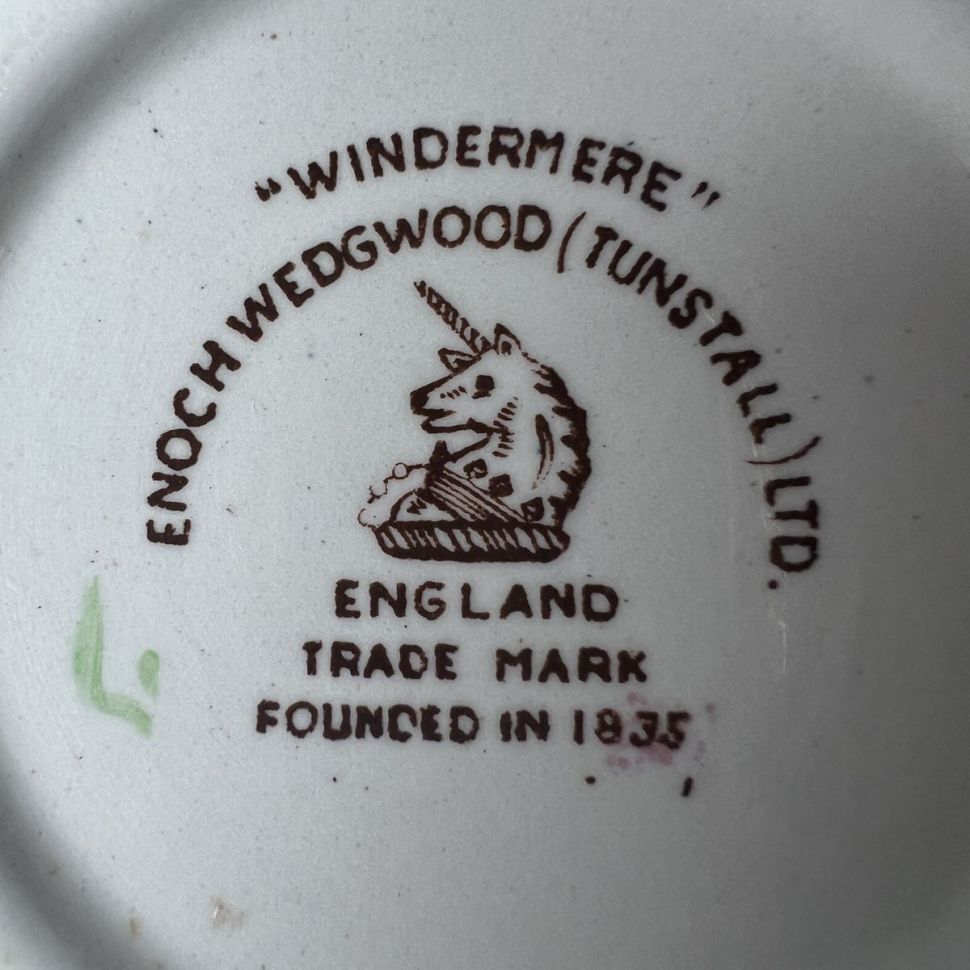 "WINDERMERE"
ENOCH WEDGWOOD (TUNSTALL) LTD.
ENGLAND
TRADE MARK
FOUNDED IN 1835